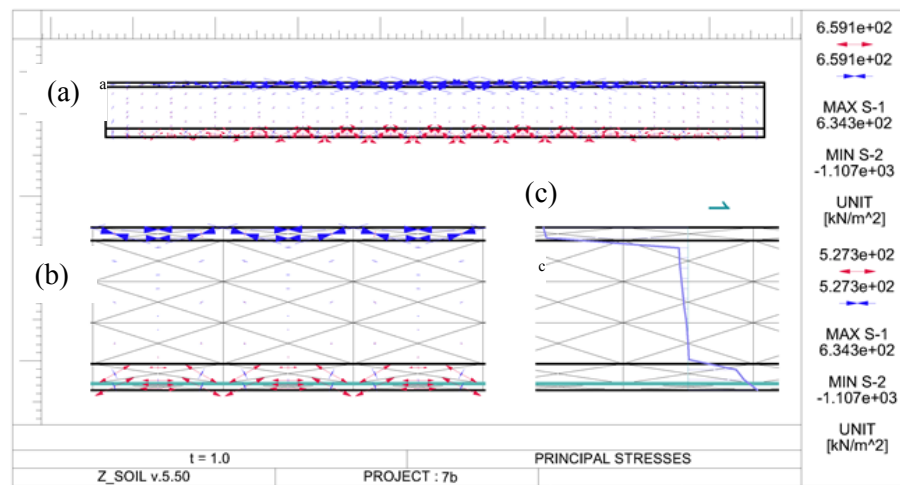 (a)
a
(b)
(c)
c
6.591e+02
6.591e+02
MAX S-1
6.343e+02
MIN S-2
-1.107e+03
UNIT
[kN/m^2]
5.273e+02
5.273e+02
MAX S-1
6.343e+02
MIN S-2
-1.107e+03
UNIT
[kN/m^2]
t = 1.0
PRINCIPAL STRESSES
Z_SOIL v.5.50
PROJECT : 7b